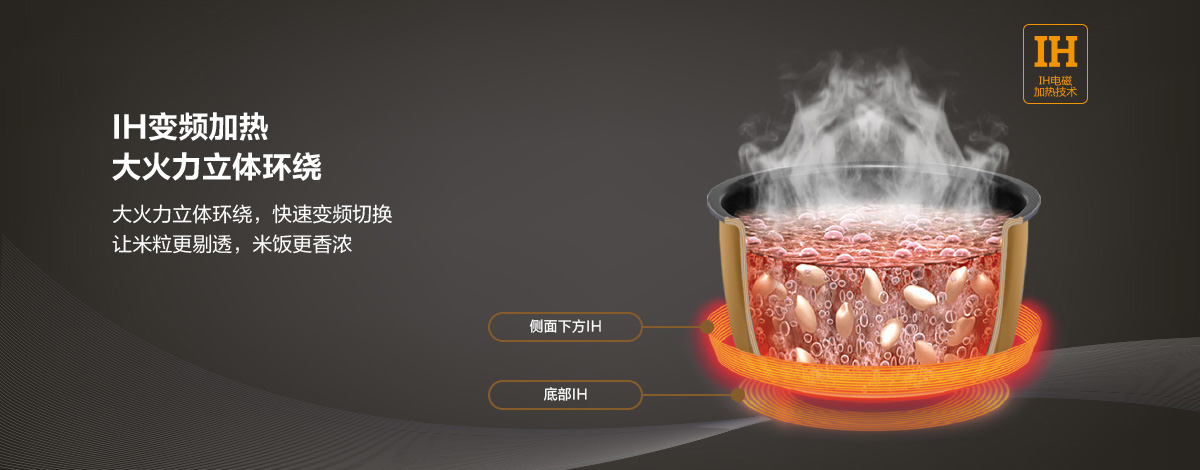 IH变频加热
大火力立体环绕
大火力立体环绕，快速变频切换
让米粒更剔透，米饭更香浓
IH
IH电磁
加热技术
侧面下方IH
底部IH